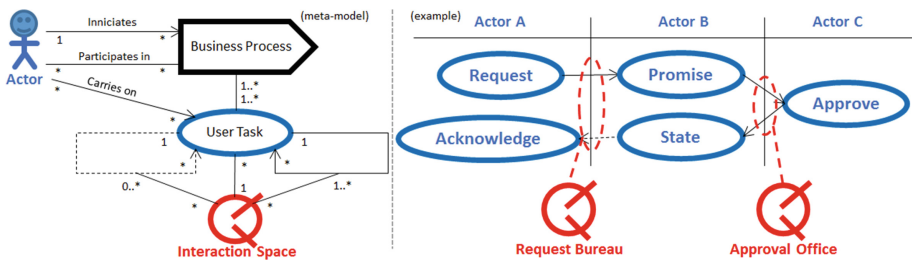 (meta-model)
Inniciates
1
*
Business Process
Participates in
*
*
Actor
Carries on
*
*
1..*
1..*
User Task
1
*
1
*
*
*
0..*
1
1..*
*
*
Interaction Space
(example)
Actor A
Actor B
Actor C
Request
Promise
Approve
Acknowledge
State
Request Bureau
Approval Office